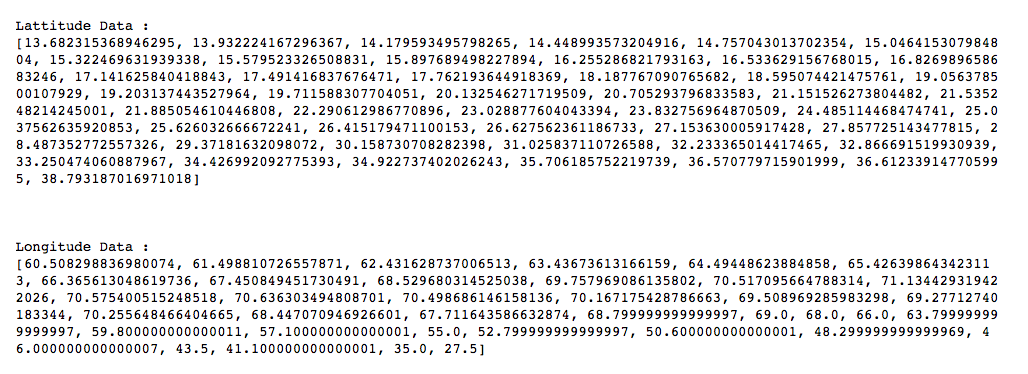 Lattitude Data :
[13.682315368946295, 13.932224167296367, 14.179593495798265, 14.448993573204916, 14.757043013702354, 15.0464153079848
04, 15.322469631939338, 15.579523326508831, 15.897689498227894, 16.255286821793163, 16.533629156768015, 16.8269896586
83246, 17.141625840418843, 17.491416837676471, 17.762193644918369, 18.187767090765682, 18.595074421475761, 19.0563785
00107929, 19.203137443527964, 19.711588307704051, 20.132546271719509, 20.705293796833583, 21.151526273804482, 21.5352
48214245001, 21.885054610446808, 22.290612986770896, 23.028877604043394, 23.832756964870509, 24.485114468474741, 25.0
37562635920853, 25.626032666672241, 26.415179471100153, 26.627562361186733, 27.153630005917428, 27.857725143477815, 2
8.487352772557326, 29.37181632098072, 30.158730708282398, 31.025837110726588, 32.233365014417465, 32.866691519930939,
33.250474060887967, 34.426992092775393, 34.922737402026243, 35.706185752219739, 36.570779715901999, 36.61233914770599
5, 38.793187016971018]
Longitude Data :
[60.508298836980074, 61.498810726557871, 62.431628737006513, 63.43673613166159, 64.49448623884858, 65.42639864342311
3, 66.365613048619736, 67.450849451730491, 68.529680314525038, 69.757969086135802, 70.517095664788314, 71.13442931942
2026, 70.575400515248518, 70.636303494808701, 70.498686146158136, 70.167175428786663, 69.508969285983298, 69.27712740
183344, 70.255648466404665, 68.447070946926601, 67.711643586632874, 68.799999999999997, 69.0, 68.0, 66.0, 63.79999999
9999997, 59.800000000000011, 57.100000000000001, 55.0, 52.799999999999997, 50.600000000000001, 48.299999999999969, 4
6.000000000000007, 43.5, 41.100000000000001, 35.0, 27.5]